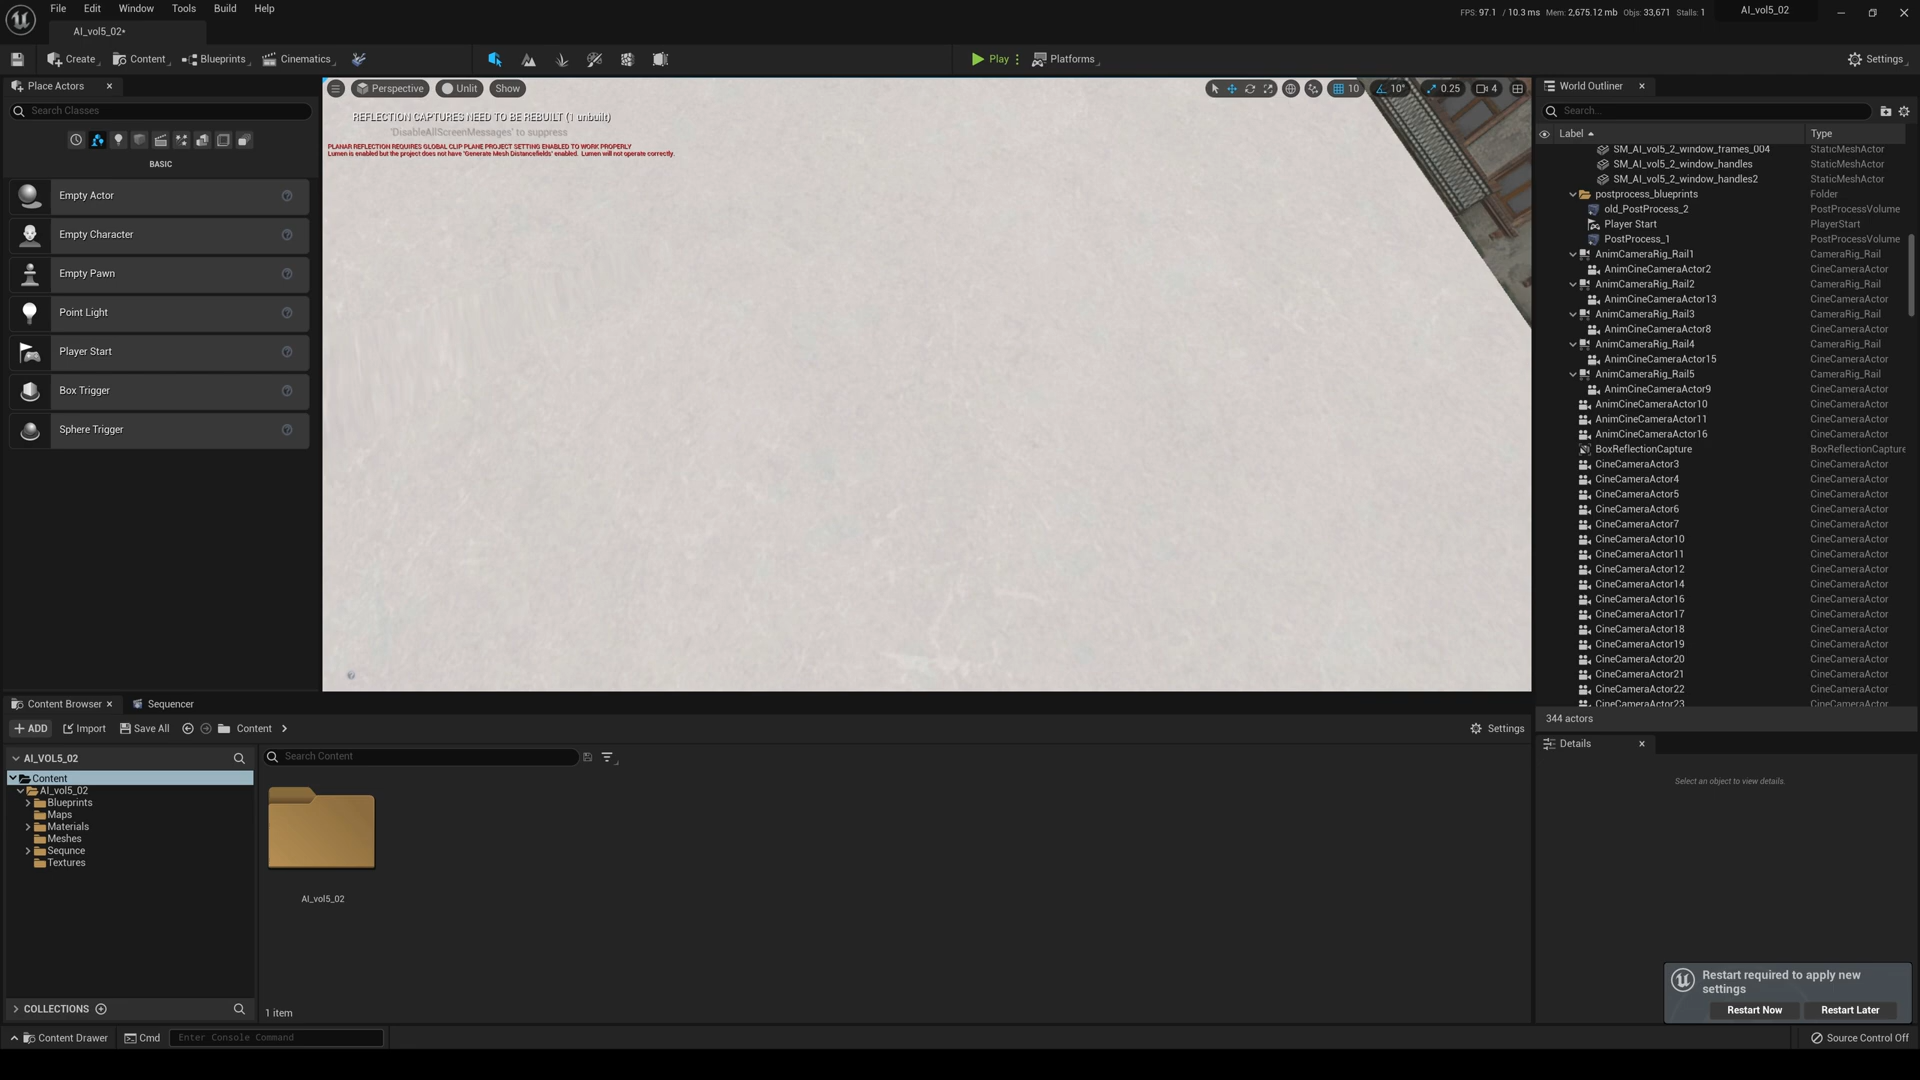 File Edit Window Tools Build Help
FPS: 97.1 / 10.3 ms Mem: 2,675.12 mb Objs: 33,671 Stalls: 1
AI_vol5_02
AI_vol5_02*
Create Content Blueprints Cinematics
Play Platforms
Settings
Place Actors
Search Classes
BASIC
Empty Actor
Empty Character
Empty Pawn
Point Light
Player Start
Box Trigger
Sphere Trigger
Perspective Unlit Show
10 10° 0.25 4
REFLECTION CAPTURES NEED TO BE REBUILT (1 unbuilt)
'DisableAllScreenMessages' to suppress
PLANAR REFLECTION REQUIRES GLOBAL CLIP PLANE PROJECT SETTING ENABLED TO WORK PROPERLY
Lumen is enabled but the project does not have 'Generate Mesh Distancefields' enabled. Lumen will not operate correctly.
World Outliner
Search...
Label Type
SM_AI_vol5_2_window_frames_004 StaticMeshActor
SM_AI_vol5_2_window_handles StaticMeshActor
SM_AI_vol5_2_window_handles2 StaticMeshActor
postprocess_blueprints Folder
old_PostProcess_2 PostProcessVolume
Player Start PlayerStart
PostProcess_1 PostProcessVolume
AnimCameraRig_Rail1 CameraRig_Rail
AnimCineCameraActor2 CineCameraActor
AnimCameraRig_Rail2 CameraRig_Rail
AnimCineCameraActor13 CineCameraActor
AnimCameraRig_Rail3 CameraRig_Rail
AnimCineCameraActor8 CineCameraActor
AnimCameraRig_Rail4 CameraRig_Rail
AnimCineCameraActor15 CineCameraActor
AnimCameraRig_Rail5 CameraRig_Rail
AnimCineCameraActor9 CineCameraActor
AnimCineCameraActor10 CineCameraActor
AnimCineCameraActor11 CineCameraActor
AnimCineCameraActor16 CineCameraActor
BoxReflectionCapture BoxReflectionCapture
CineCameraActor3 CineCameraActor
CineCameraActor4 CineCameraActor
CineCameraActor5 CineCameraActor
CineCameraActor6 CineCameraActor
CineCameraActor7 CineCameraActor
CineCameraActor10 CineCameraActor
CineCameraActor11 CineCameraActor
CineCameraActor12 CineCameraActor
CineCameraActor14 CineCameraActor
CineCameraActor16 CineCameraActor
CineCameraActor17 CineCameraActor
CineCameraActor18 CineCameraActor
CineCameraActor19 CineCameraActor
CineCameraActor20 CineCameraActor
CineCameraActor21 CineCameraActor
CineCameraActor22 CineCameraActor
CineCameraActor23 CineCameraActor
344 actors
Details
Select an object to view details.
Content Browser Sequencer
ADD Import Save All Content
Settings
AI_VOL5_02
Search Content
Content
AI_vol5_02
Blueprints
Maps
Materials
Meshes
Sequnce
Textures
AI_vol5_02
COLLECTIONS
1 item
Restart required to apply new
settings
Restart Now Restart Later
Content Drawer Cmd Enter Console Command
Source Control Off